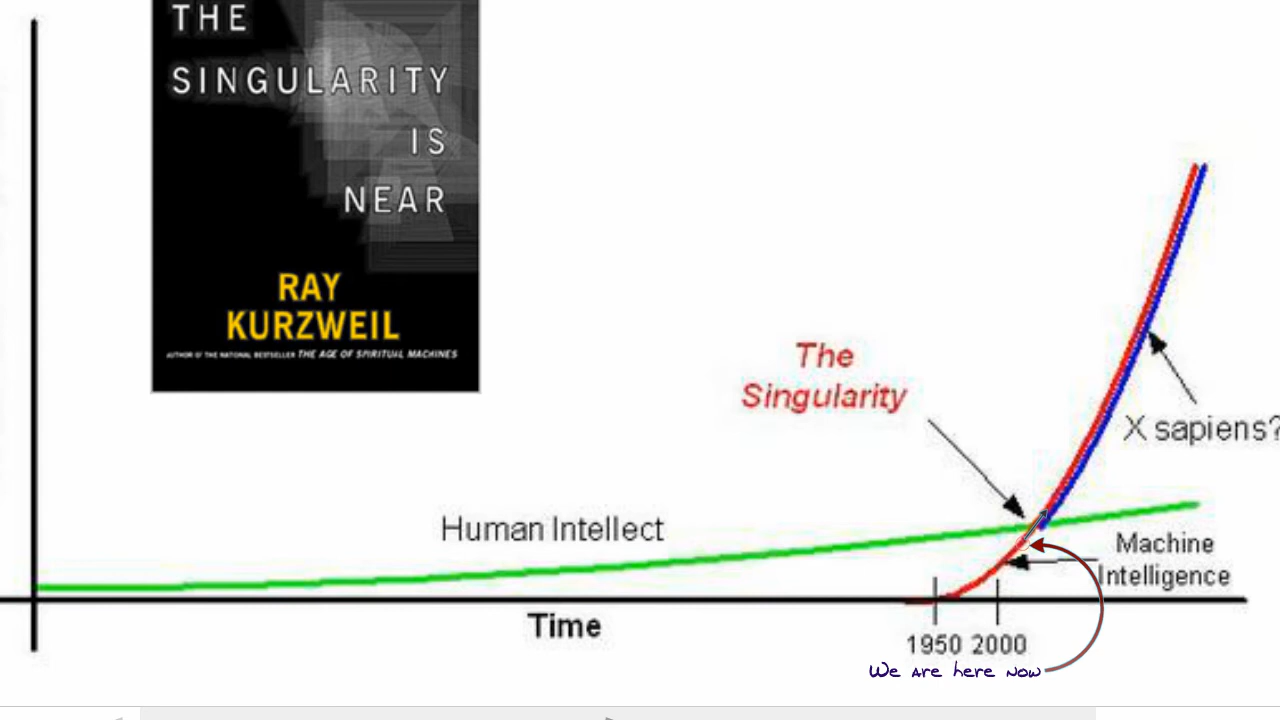 THE
SINGULARITY
IS
NEAR
RAY
KURZWEIL
AUTHOR OF THE NATIONAL BESTSELLER THE AGE OF SPIRITUAL MACHINES
The
Singularity
X sapiens?
Human Intellect
Machine
Intelligence
Time
1950 2000
We are here now